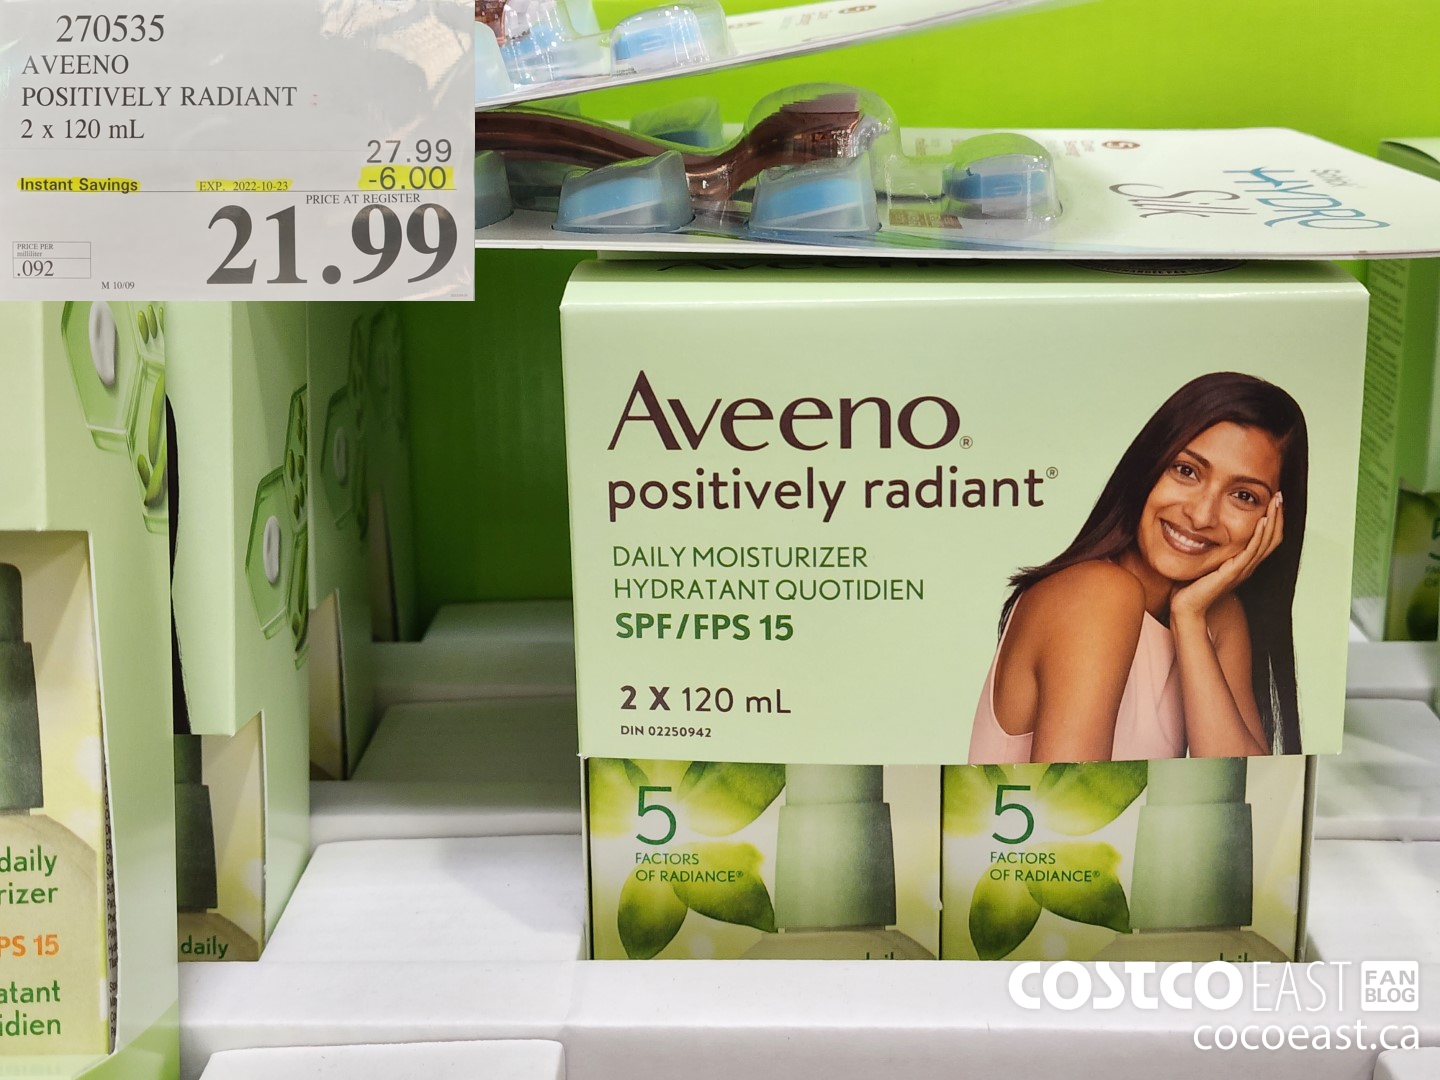 270535
AVEENO
POSITIVELY RADIANT
2 x 120 mL
27.99
Instant Savings EXP. 2022-10-23 -6.00
PRICE AT REGISTER
21.99
PRICE PER
milliliter
.092
M 10/09
Schick
HYDRO
Silk
5
Aveeno®
positively radiant®
DAILY MOISTURIZER
HYDRATANT QUOTIDIEN
SPF/FPS 15
2 X 120 mL
DIN 02250942
5
FACTORS
OF RADIANCE®
5
FACTORS
OF RADIANCE®
daily
daily
rizer
PS 15
atant
idien
daily
COSTCO EAST FAN BLOG
cocoeast.ca